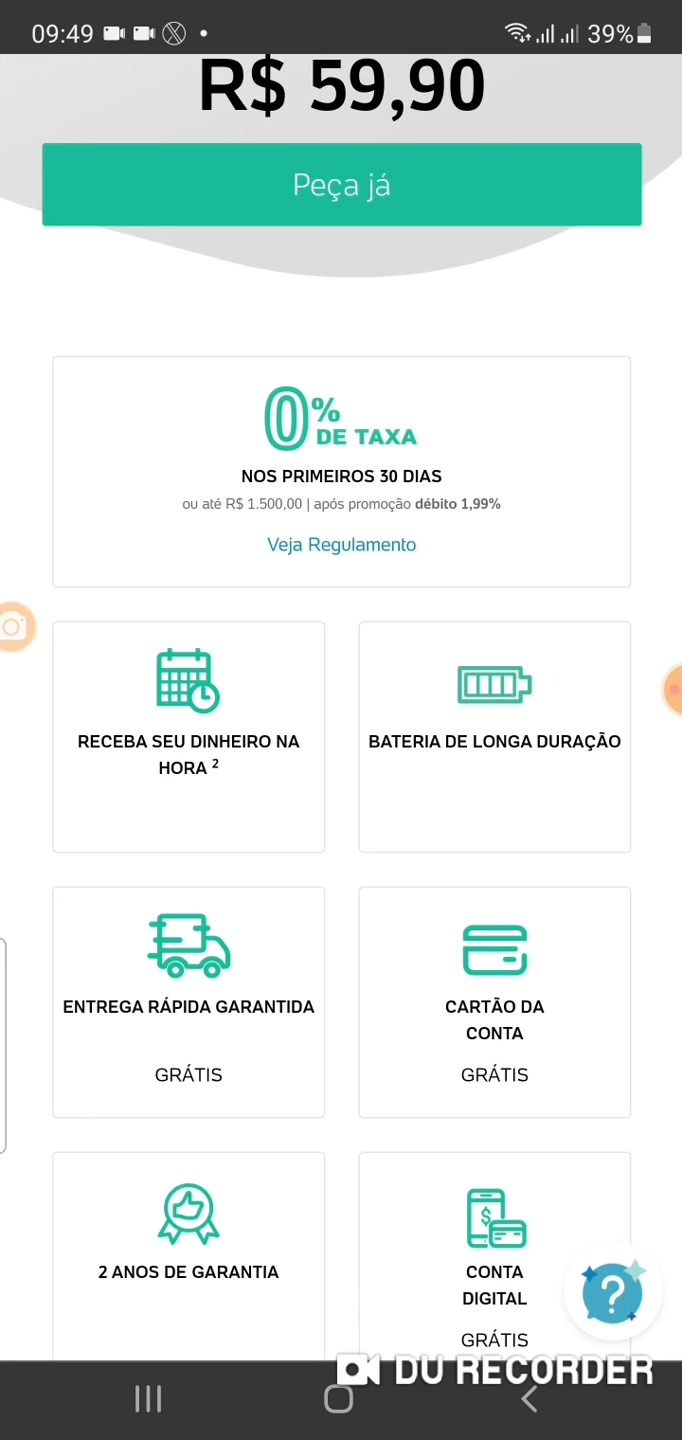 09:49
39%
R$ 59,90
Peça já
0%
DE TAXA
NOS PRIMEIROS 30 DIAS
ou até R$ 1.500,00 | após promoção débito 1,99%
Veja Regulamento
RECEBA SEU DINHEIRO NA
HORA ²
BATERIA DE LONGA DURAÇÃO
ENTREGA RÁPIDA GARANTIDA
GRÁTIS
CARTÃO DA
CONTA
GRÁTIS
2 ANOS DE GARANTIA
$
CONTA
DIGITAL
GRÁTIS
?
DU RECORDER